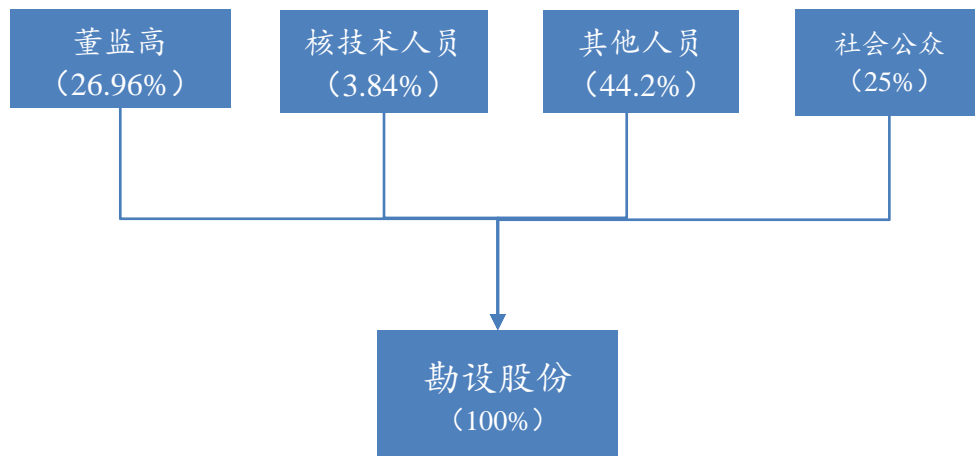 董监高
（26.96%）
核技术人员
（3.84%）
其他人员
（44.2%）
社会公众
（25%）
勘设股份
（100%）